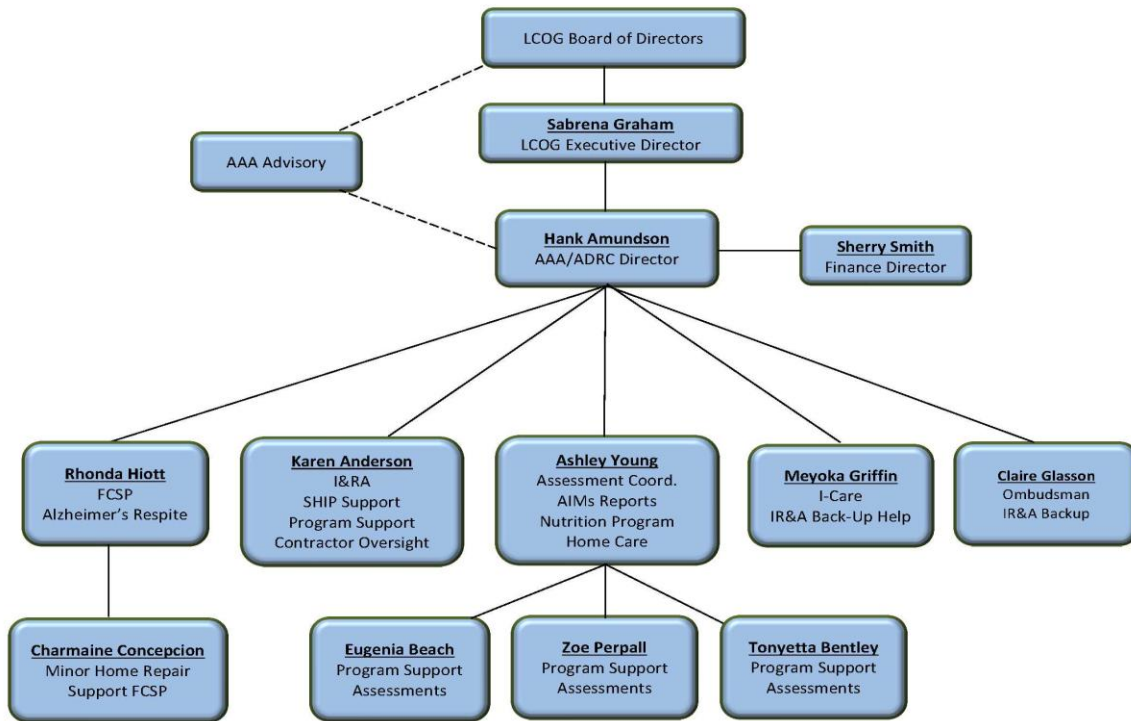 LCOG Board of Directors
Sabrena Graham
LCOG Executive Director
AAA Advisory
Hank Amundson
AAA/ADRC Director
Sherry Smith
Finance Director
Rhonda Hiott
FCSP
Alzheimer's Respite
Karen Anderson
I&RA
SHIP Support
Program Support
Contractor Oversight
Ashley Young
Assessment Coord.
AIMs Reports
Nutrition Program
Home Care
Meyoka Griffin
I-Care
IR&A Back-Up Help
Claire Glasson
Ombudsman
IR&A Backup
Charmaine Concepcion
Minor Home Repair
Support FCSP
Eugenia Beach
Program Support
Assessments
Zoe Perpall
Program Support
Assessments
Tonyetta Bentley
Program Support
Assessments